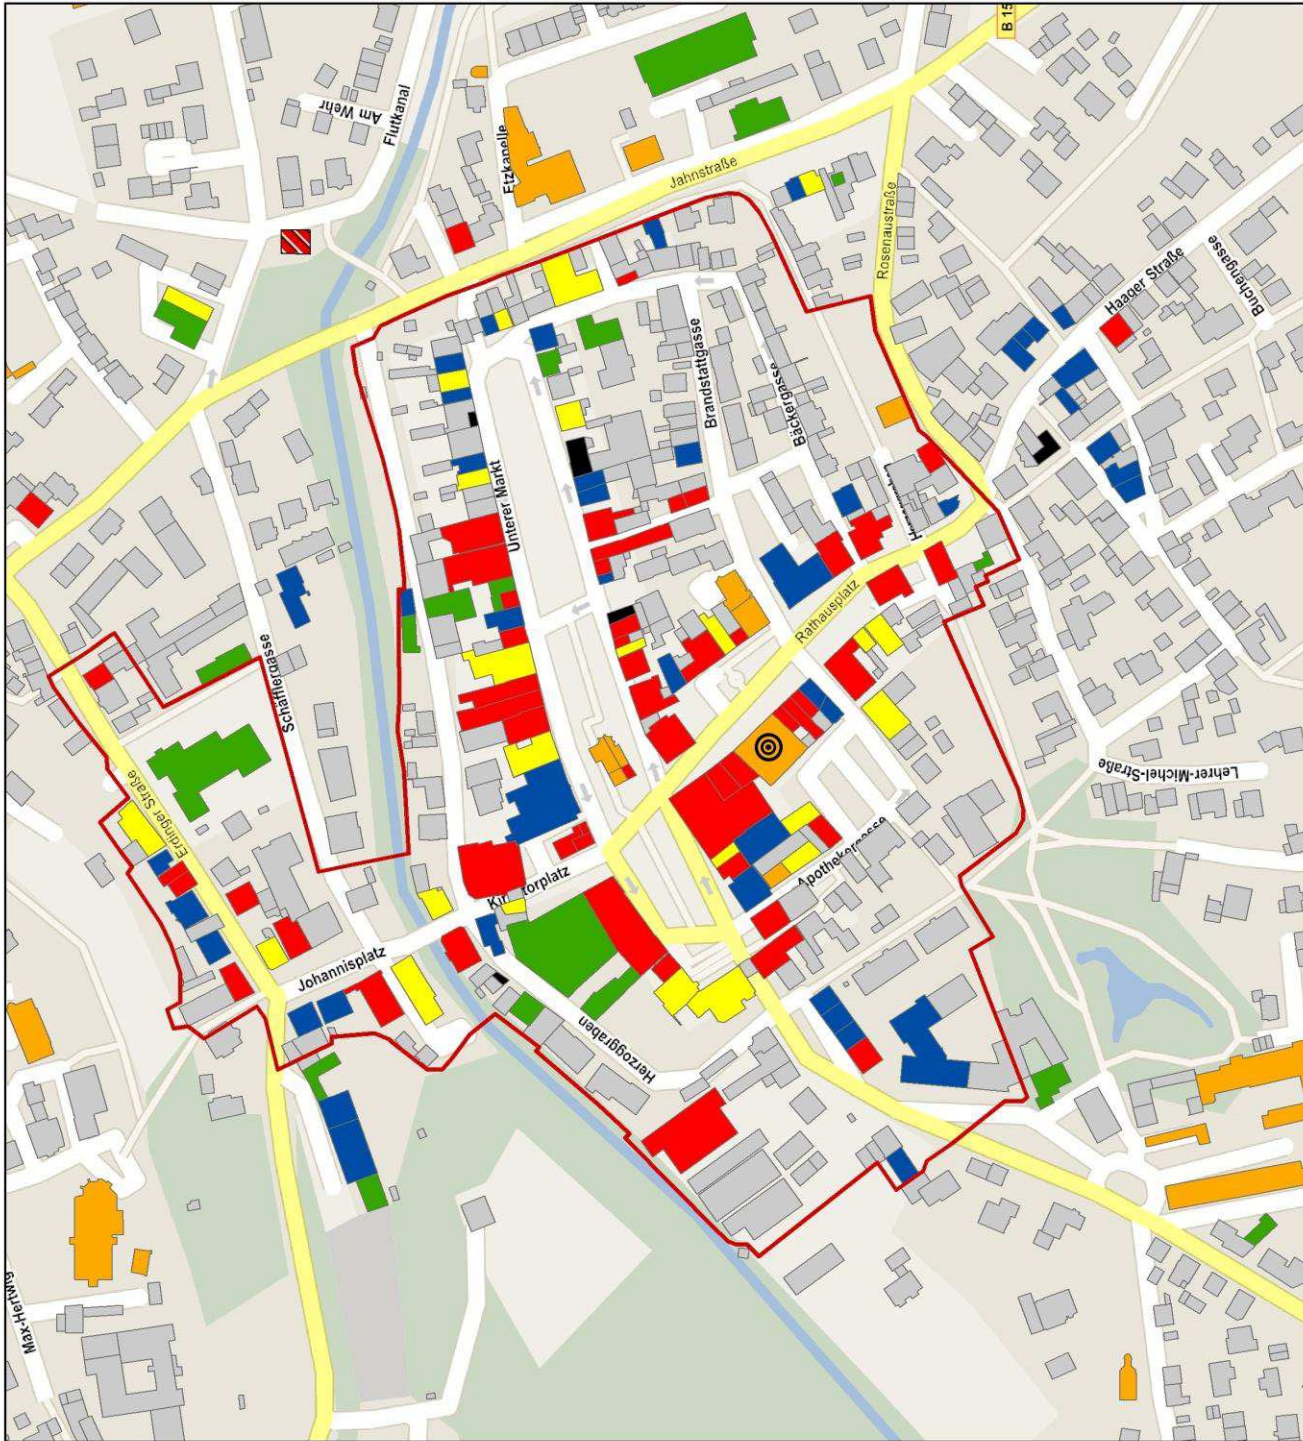 B 15
Am Wehr
Flutkanal
Etzkapelle
Jahnstraße
Rosenaustraße
Haager Straße
Buchengasse
Brandstattgasse
Bäckergasse
Unterer Markt
Schäfflergasse
Rathausplatz
Erdinger Straße
Lehrer-Michel-Straße
Apothekergasse
Johannisplatz
Herzoggraben
Max-Hertwig